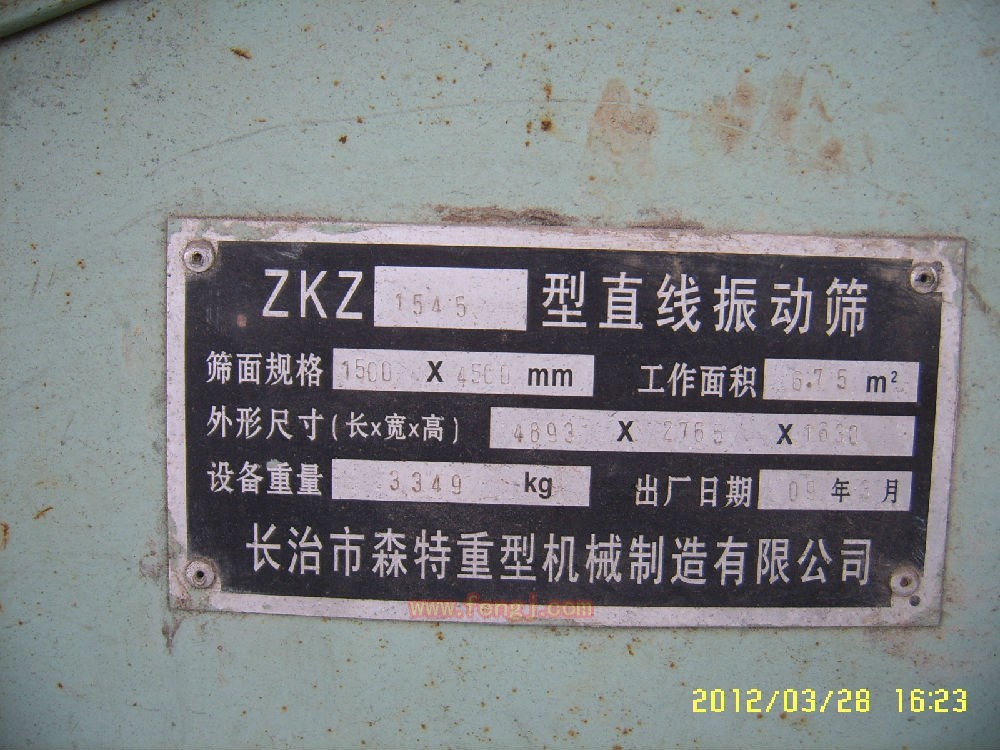 ZKZ 1545 型直线振动筛
筛面规格 1500 X 4500 mm 工作面积 6.75 m²
外形尺寸(长x宽x高) 4893 X 2765 X 1630
设备重量 3349 kg 出厂日期 09 年 月
长治市森特重型机械制造有限公司
www.fengj.com
2012/03/28 16:23